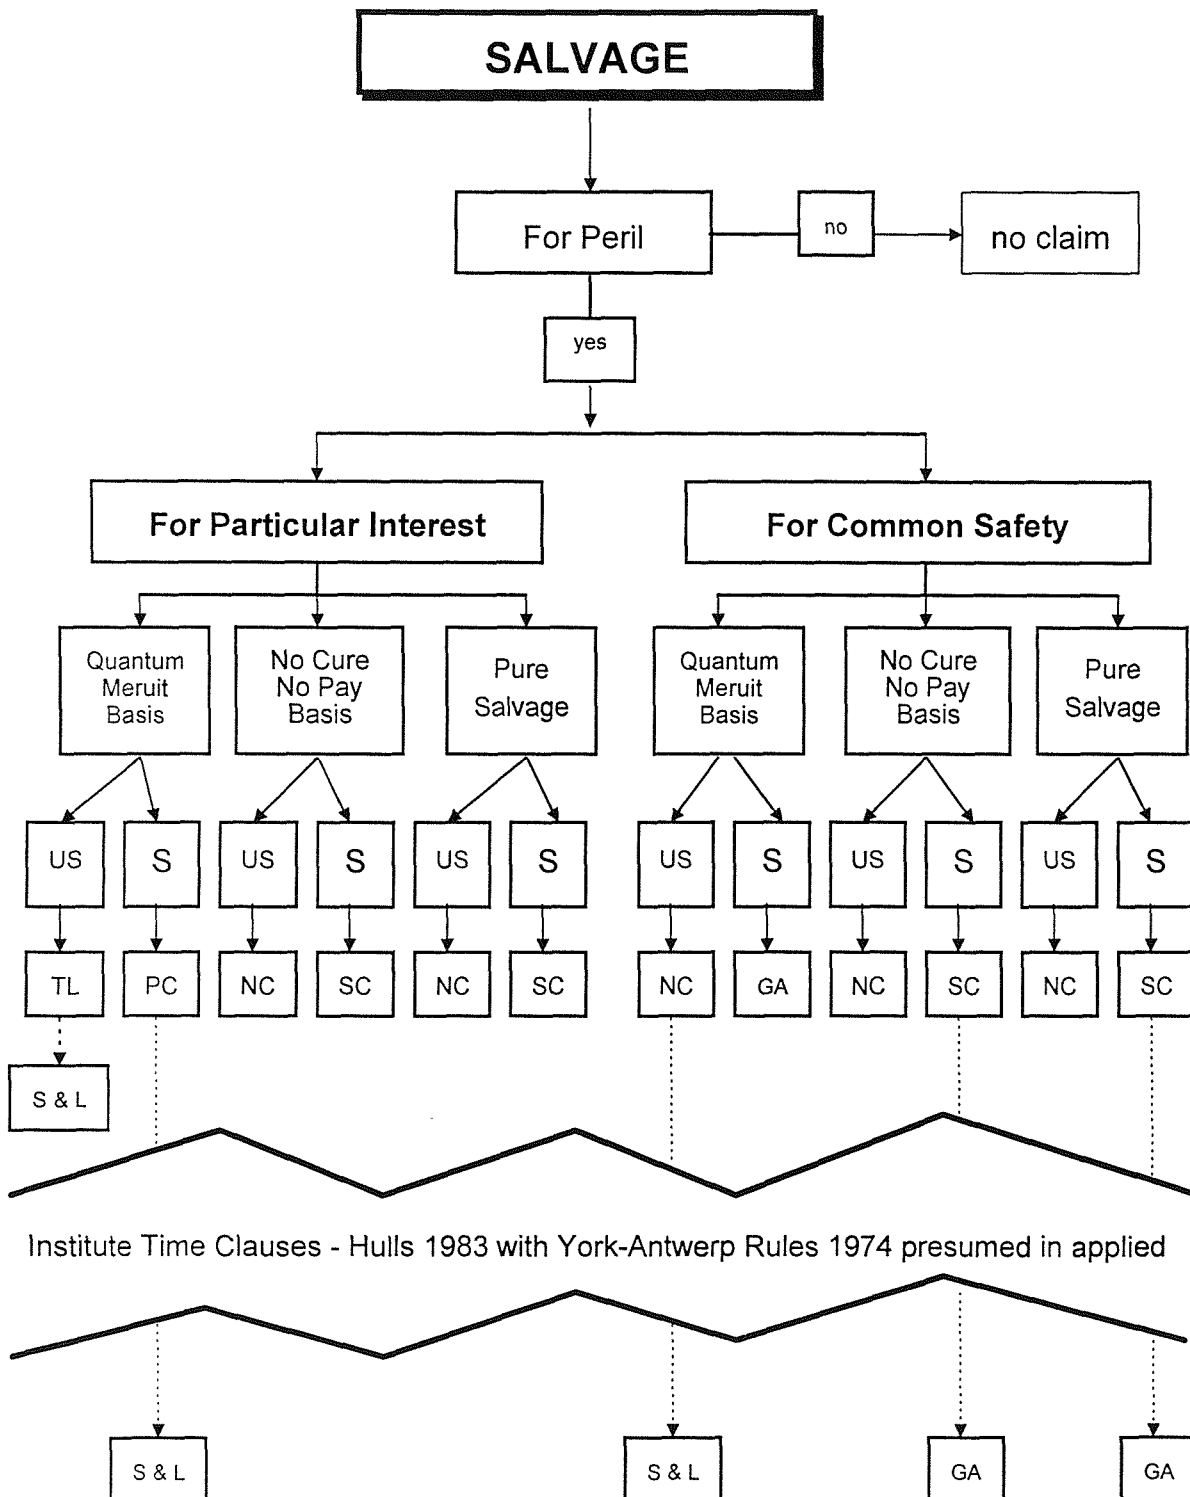 SALVAGE
For Peril
no
no claim
yes
For Particular Interest
For Common Safety
Quantum
Meruit
Basis
No Cure
No Pay
Basis
Pure
Salvage
Quantum
Meruit
Basis
No Cure
No Pay
Basis
Pure
Salvage
US
S
US
S
US
S
US
S
US
S
US
S
TL
PC
NC
SC
NC
SC
NC
GA
NC
SC
NC
SC
S & L
Institute Time Clauses - Hulls 1983 with York-Antwerp Rules 1974 presumed in applied
S & L
S & L
GA
GA